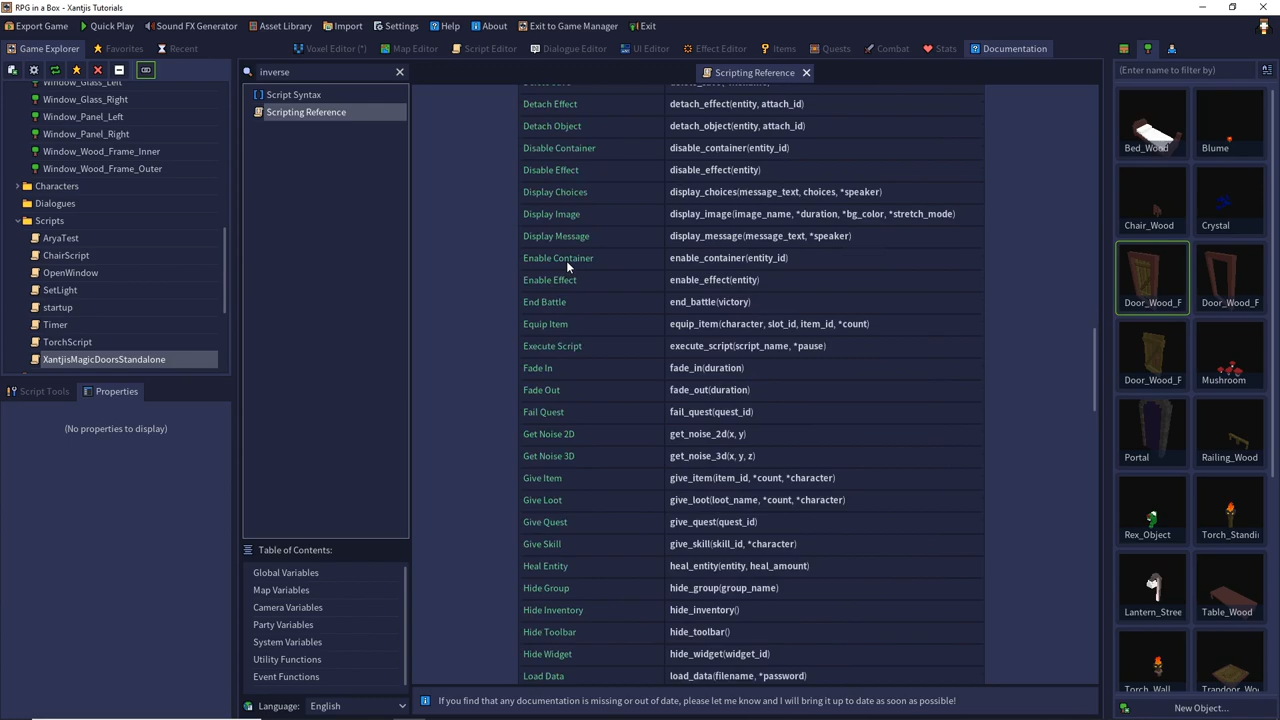 RPG in a Box - Xantjis Tutorials
Export Game
Quick Play
Sound FX Generator
Asset Library
Import
Settings
Help
About
Exit to Game Manager
Exit
Game Explorer
Favorites
Recent
Voxel Editor (*)
Map Editor
Script Editor
Dialogue Editor
UI Editor
Effect Editor
Items
Quests
Combat
Stats
Documentation
Window_Glass_Left
Window_Glass_Right
Window_Panel_Left
Window_Panel_Right
Window_Wood_Frame_Inner
Window_Wood_Frame_Outer
Characters
Dialogues
Scripts
AryaTest
ChairScript
OpenWindow
SetLight
startup
Timer
TorchScript
XantjisMagicDoorsStandalone
Script Tools
Properties
(No properties to display)
inverse
Script Syntax
Scripting Reference
Table of Contents:
Global Variables
Map Variables
Camera Variables
Party Variables
System Variables
Utility Functions
Event Functions
Language: English
Scripting Reference
Detach Effect detach_effect(entity, attach_id)
Detach Object detach_object(entity, attach_id)
Disable Container disable_container(entity_id)
Disable Effect disable_effect(entity)
Display Choices display_choices(message_text, choices, *speaker)
Display Image display_image(image_name, *duration, *bg_color, *stretch_mode)
Display Message display_message(message_text, *speaker)
Enable Container enable_container(entity_id)
Enable Effect enable_effect(entity)
End Battle end_battle(victory)
Equip Item equip_item(character, slot_id, item_id, *count)
Execute Script execute_script(script_name, *pause)
Fade In fade_in(duration)
Fade Out fade_out(duration)
Fail Quest fail_quest(quest_id)
Get Noise 2D get_noise_2d(x, y)
Get Noise 3D get_noise_3d(x, y, z)
Give Item give_item(item_id, *count, *character)
Give Loot give_loot(loot_name, *count, *character)
Give Quest give_quest(quest_id)
Give Skill give_skill(skill_id, *character)
Heal Entity heal_entity(entity, heal_amount)
Hide Group hide_group(group_name)
Hide Inventory hide_inventory()
Hide Toolbar hide_toolbar()
Hide Widget hide_widget(widget_id)
Load Data load_data(filename, *password)
If you find that any documentation is missing or out of date, please let me know and I will bring it up to date as soon as possible!
(Enter name to filter by)
Bed_Wood
Blume
Chair_Wood
Crystal
Door_Wood_F
Door_Wood_F
Door_Wood_F
Mushroom
Portal
Railing_Wood
Rex_Object
Torch_Standi
Lantern_Stree
Table_Wood
Torch_Wall
Trapdoor_Wo
New Object...